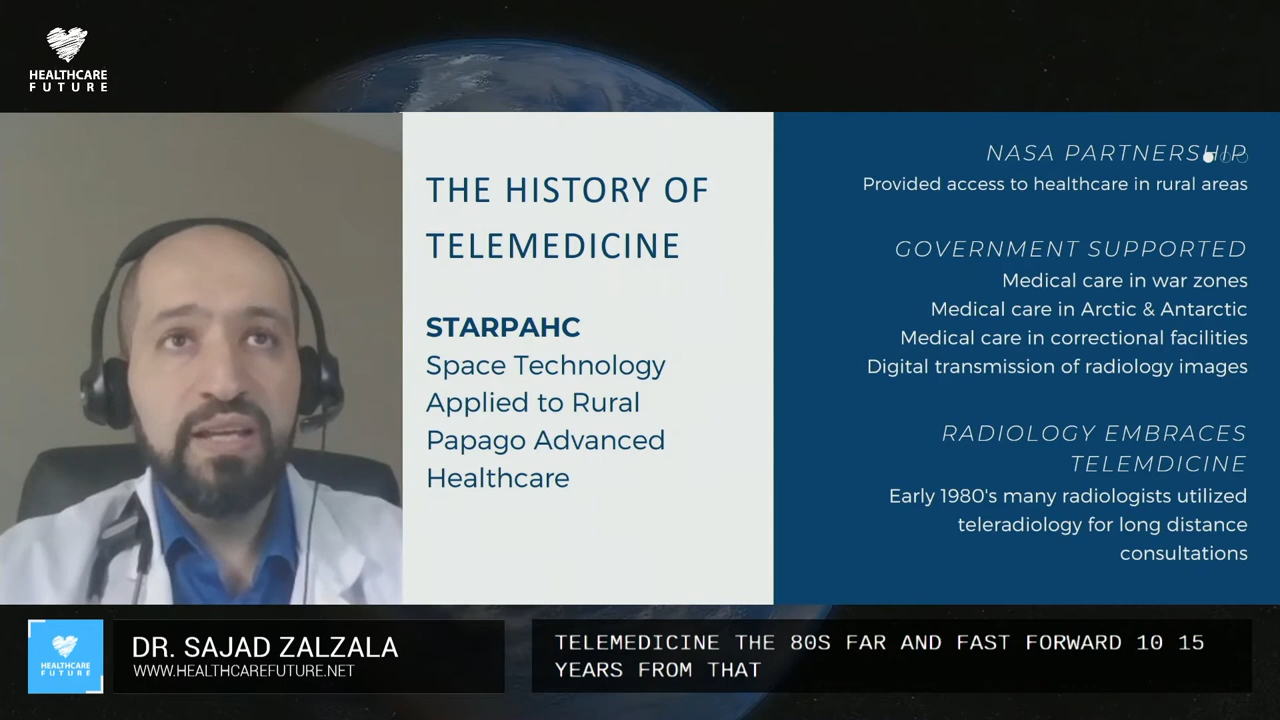 HEALTHCARE
FUTURE
THE HISTORY OF
TELEMEDICINE
STARPAHC
Space Technology
Applied to Rural
Papago Advanced
Healthcare
NASA PARTNERSHIP
Provided access to healthcare in rural areas
GOVERNMENT SUPPORTED
Medical care in war zones
Medical care in Arctic & Antarctic
Medical care in correctional facilities
Digital transmission of radiology images
RADIOLOGY EMBRACES
TELEMDICINE
Early 1980's many radiologists utilized
teleradiology for long distance
consultations
HEALTHCARE
FUTURE
DR. SAJAD ZALZALA
WWW.HEALTHCAREFUTURE.NET
TELEMEDICINE THE 80S FAR AND FAST FORWARD 10 15
YEARS FROM THAT